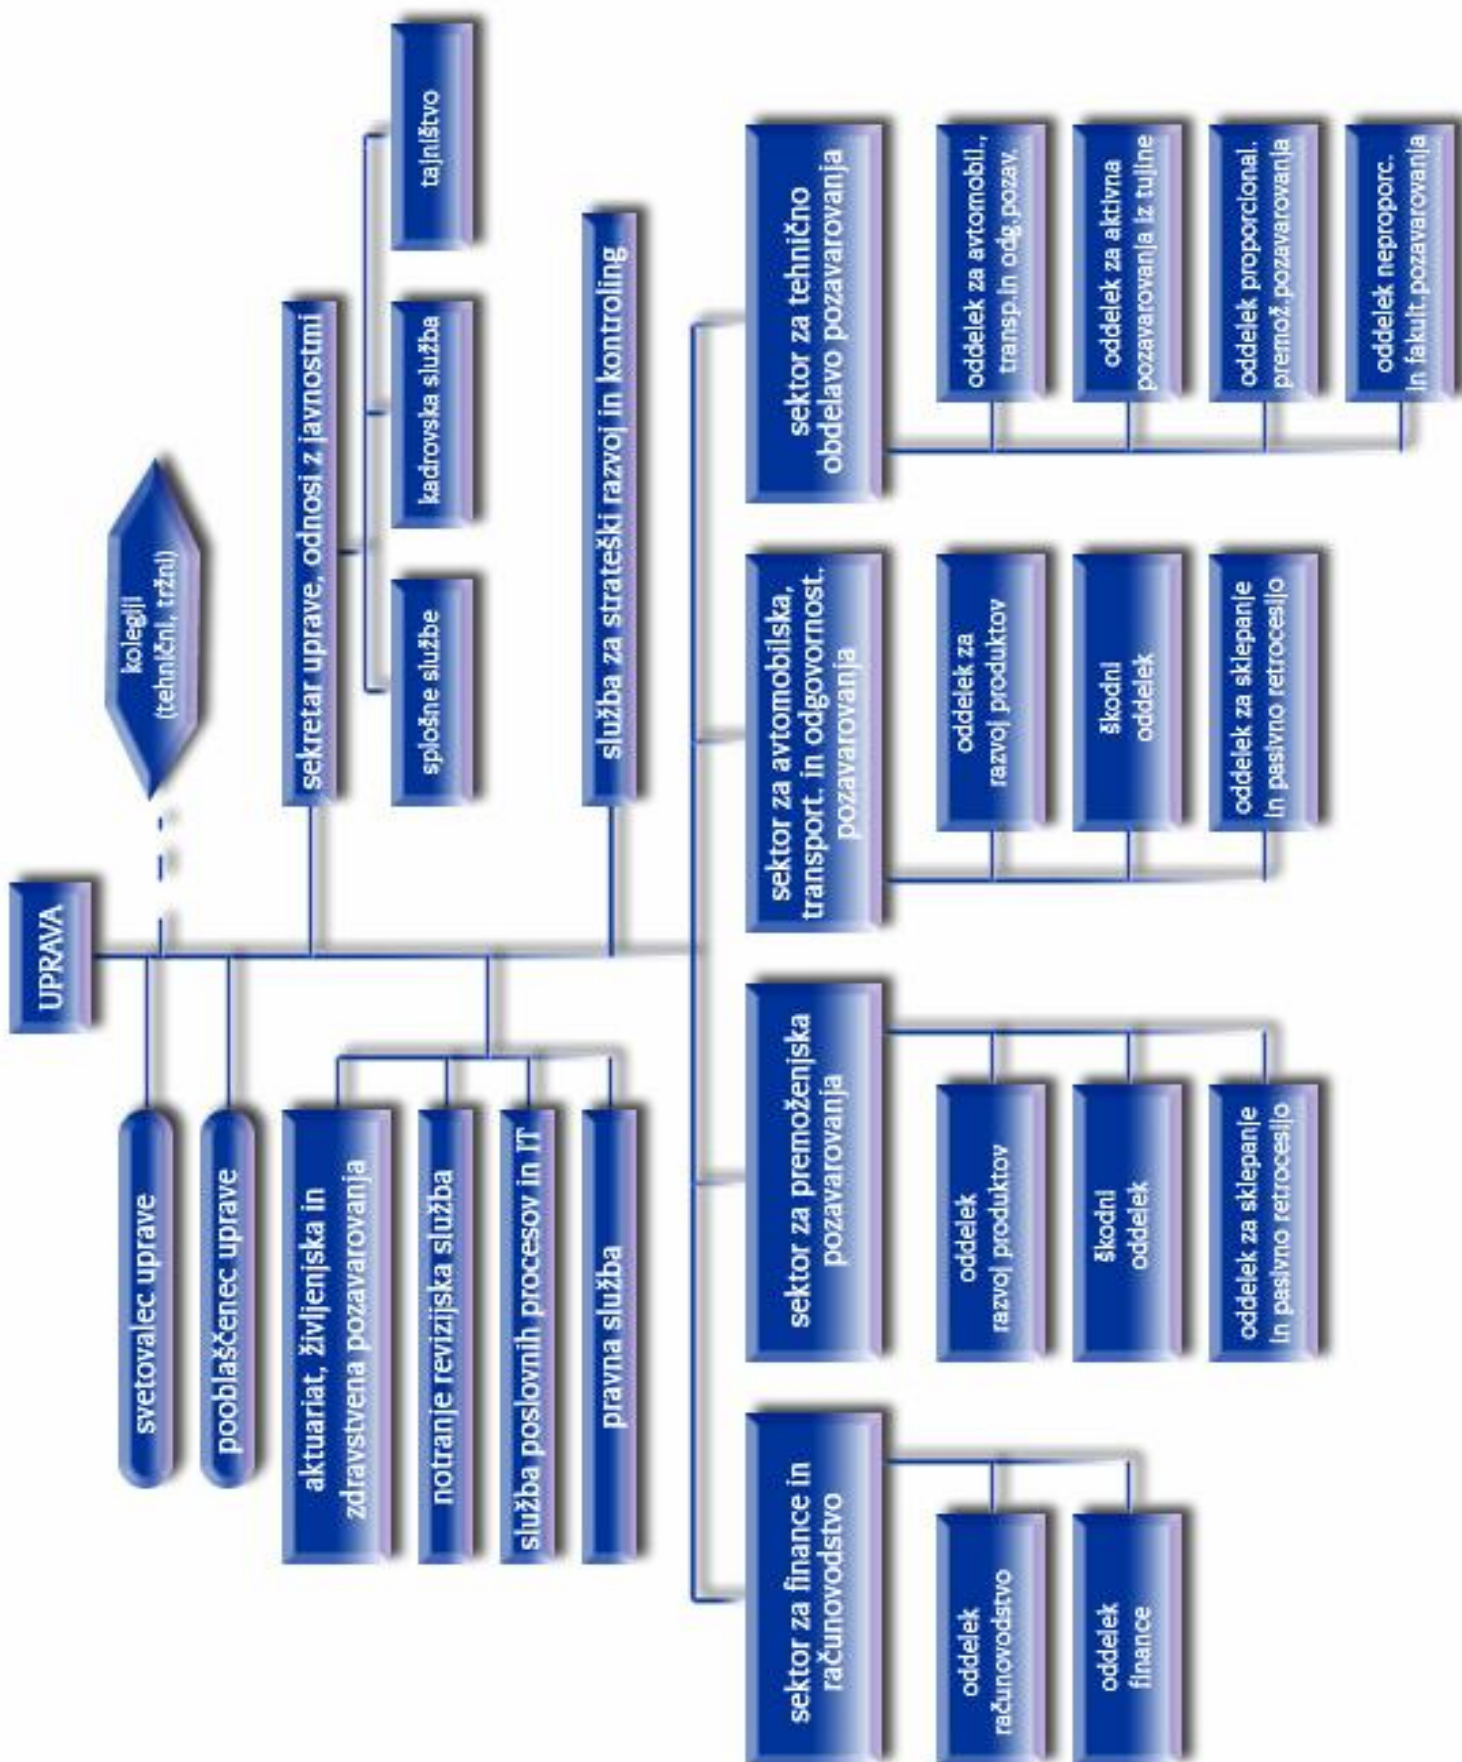 UPRAVA
kolegiji
(tehnični, tržni)
svetovalec uprave
pooblaščenec uprave
sekretar uprave, odnosi z javnostmi
splošne službe
kadrovska služba
tajništvo
aktuariat, življenjska in
zdravstvena pozavarovanja
notranje revizijska služba
služba poslovnih procesov in IT
pravna služba
služba za strateški razvoj in kontroling
sektor za finance in
računovodstvo
oddelek
računovodstvo
oddelek
finance
sektor za premoženjska
pozavarovanja
oddelek
razvoj produktov
škodni
oddelek
oddelek za sklepanje
in pasivno retrocesijo
sektor za avtomobilska,
transport. in odgovornost.
pozavarovanja
oddelek za
razvoj produktov
škodni
oddelek
oddelek za sklepanje
in pasivno retrocesijo
sektor za tehnično
obdelavo pozavarovanja
oddelek za avtomobil.,
transp.in odg.pozav.
oddelek za aktivna
pozavarovanja iz tujine
oddelek proporcional.
premož.pozavarovanja
oddelek neproporc.
in fakult.pozavarovanja